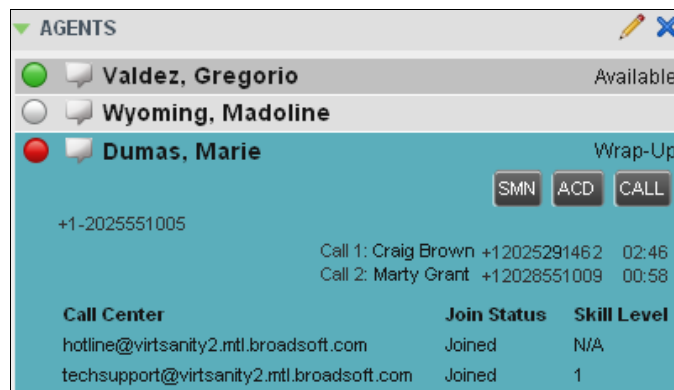 AGENTS
Valdez, Gregorio Available
Wyoming, Madoline
Dumas, Marie Wrap-Up
SMN ACD CALL
+1-2025551005
Call 1: Craig Brown +12025291462 02:46
Call 2: Marty Grant +12028551009 00:58
Call Center Join Status Skill Level
hotline@virtsanity2.mtl.broadsoft.com Joined N/A
techsupport@virtsanity2.mtl.broadsoft.com Joined 1